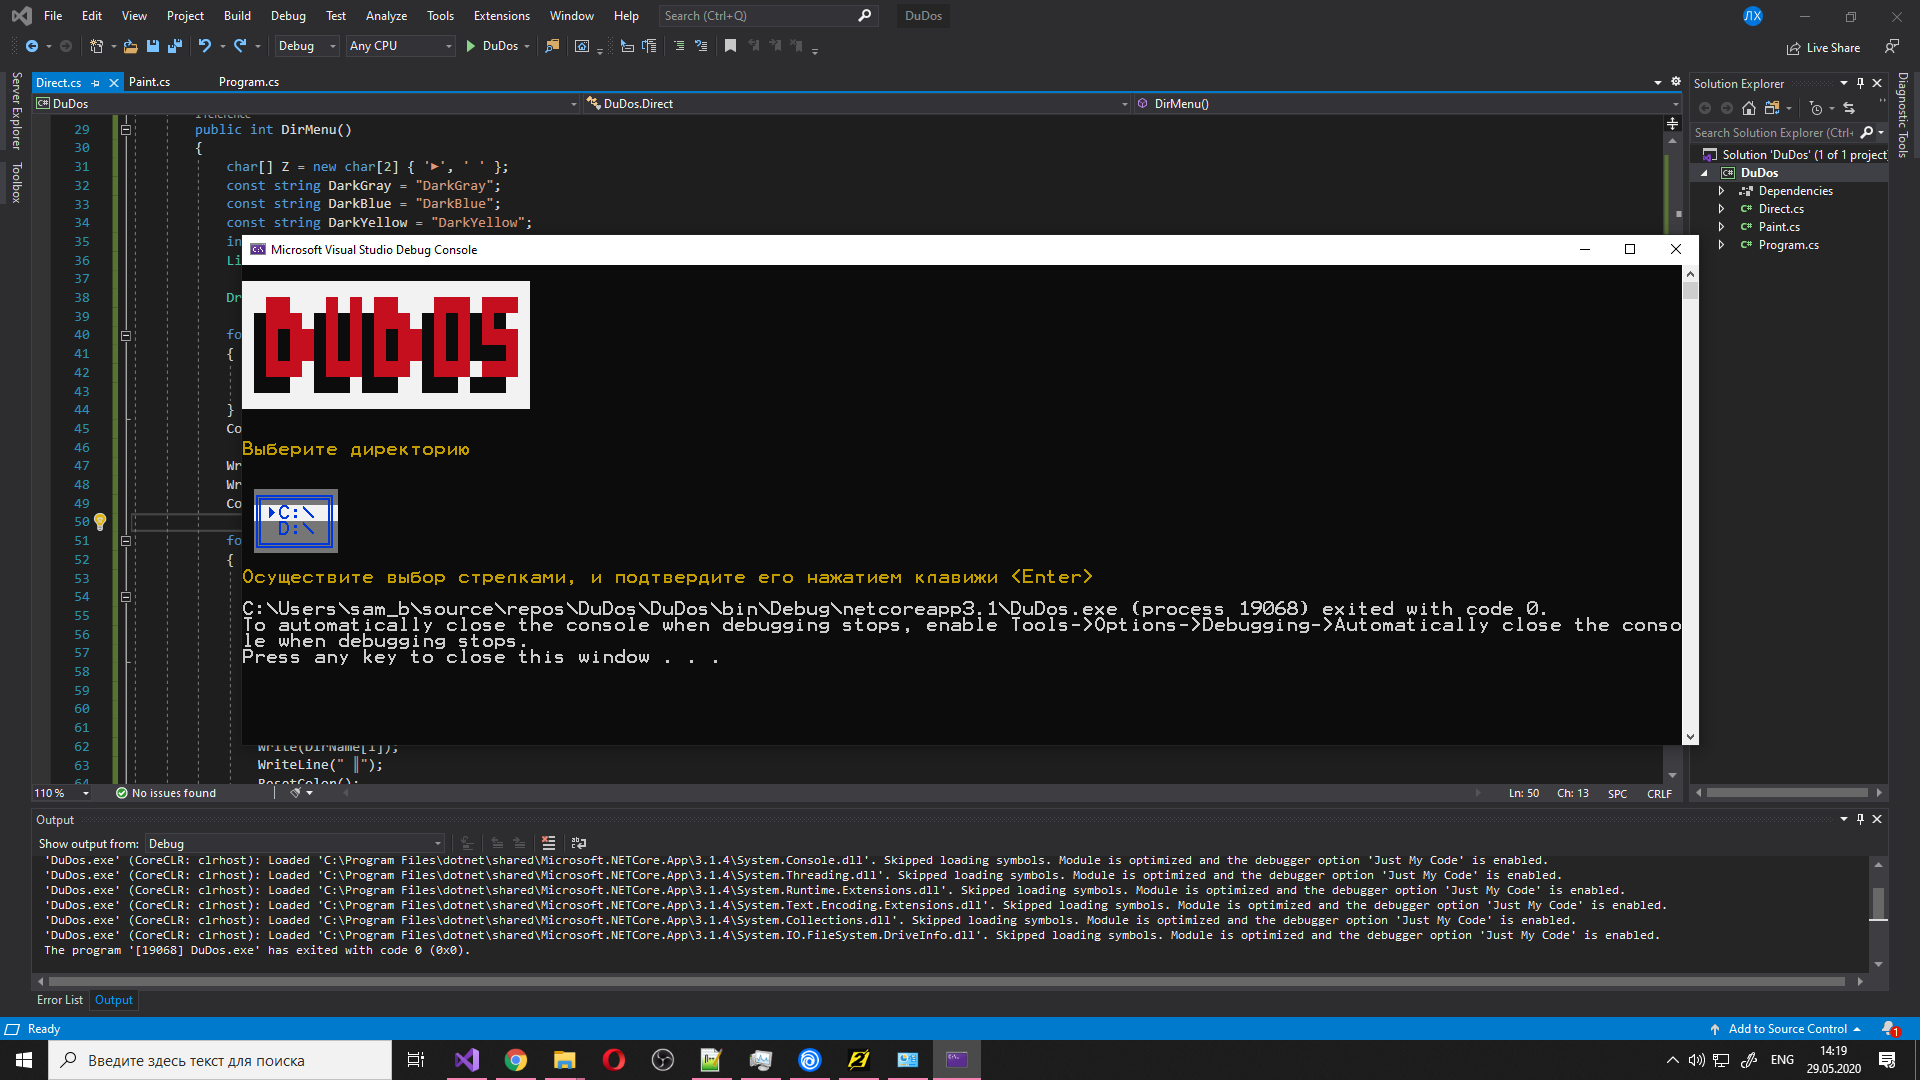 File Edit View Project Build Debug Test Analyze Tools Extensions Window Help Search (Ctrl+Q) DuDos ЛХ
Debug Any CPU DuDos Live Share
Direct.cs Paint.cs Program.cs
DuDos DuDos.Direct DirMenu()
Server Explorer
Toolbox
29 public int DirMenu()
30 {
31 char[] Z = new char[2] { '►', ' ' };
32 const string DarkGray = "DarkGray";
33 const string DarkBlue = "DarkBlue";
34 const string DarkYellow = "DarkYellow";
35 in
36 Li
37
38 Dr
39
40 fo
41 {
42
43
44 }
45 Co
46
47 Wr
48 Wr
49 Co
50
51 fo
52 {
53
54
55
56
57
58
59
60
61
62 Write(DirName[i]);
63 WriteLine(" ║");
64 ResetColor();
Microsoft Visual Studio Debug Console
DUDOS
Выберите директорию
►C:\
D:\
Осуществите выбор стрелками, и подтвердите его нажатием клавижи <Enter>
C:\Users\sam_b\source\repos\DuDos\DuDos\bin\Debug\netcoreapp3.1\DuDos.exe (process 19068) exited with code 0.
To automatically close the console when debugging stops, enable Tools->Options->Debugging->Automatically close the conso
le when debugging stops.
Press any key to close this window . . .
110 % No issues found Ln: 50 Ch: 13 SPC CRLF
Solution Explorer
Search Solution Explorer (Ctrl+
Solution 'DuDos' (1 of 1 project
DuDos
Dependencies
Direct.cs
Paint.cs
Program.cs
Diagnostic Tools
Output
Show output from: Debug
'DuDos.exe' (CoreCLR: clrhost): Loaded 'C:\Program Files\dotnet\shared\Microsoft.NETCore.App\3.1.4\System.Console.dll'. Skipped loading symbols. Module is optimized and the debugger option 'Just My Code' is enabled.
'DuDos.exe' (CoreCLR: clrhost): Loaded 'C:\Program Files\dotnet\shared\Microsoft.NETCore.App\3.1.4\System.Threading.dll'. Skipped loading symbols. Module is optimized and the debugger option 'Just My Code' is enabled.
'DuDos.exe' (CoreCLR: clrhost): Loaded 'C:\Program Files\dotnet\shared\Microsoft.NETCore.App\3.1.4\System.Runtime.Extensions.dll'. Skipped loading symbols. Module is optimized and the debugger option 'Just My Code' is enabled.
'DuDos.exe' (CoreCLR: clrhost): Loaded 'C:\Program Files\dotnet\shared\Microsoft.NETCore.App\3.1.4\System.Text.Encoding.Extensions.dll'. Skipped loading symbols. Module is optimized and the debugger option 'Just My Code' is enabled.
'DuDos.exe' (CoreCLR: clrhost): Loaded 'C:\Program Files\dotnet\shared\Microsoft.NETCore.App\3.1.4\System.Collections.dll'. Skipped loading symbols. Module is optimized and the debugger option 'Just My Code' is enabled.
'DuDos.exe' (CoreCLR: clrhost): Loaded 'C:\Program Files\dotnet\shared\Microsoft.NETCore.App\3.1.4\System.IO.FileSystem.DriveInfo.dll'. Skipped loading symbols. Module is optimized and the debugger option 'Just My Code' is enabled.
The program '[19068] DuDos.exe' has exited with code 0 (0x0).
Error List Output
Ready Add to Source Control 1
Введите здесь текст для поиска ENG 14:19
29.05.2020